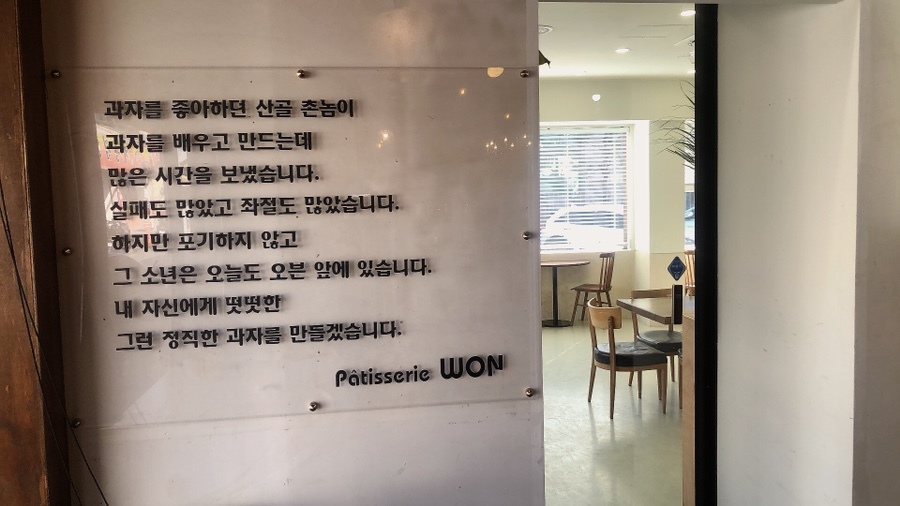 과자를 좋아하던 산골 촌놈이
과자를 배우고 만드는데
많은 시간을 보냈습니다.
실패도 많았고 좌절도 많았습니다.
하지만 포기하지 않고
그 소년은 오늘도 오븐 앞에 있습니다.
내 자신에게 떳떳한
그런 정직한 과자를 만들겠습니다.
Pâtisserie WON